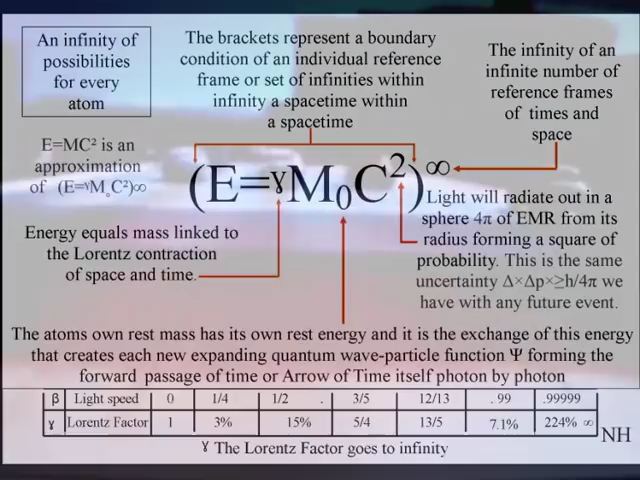 An infinity of
possibilities
for every
atom
The brackets represent a boundary
condition of an individual reference
frame or set of infinities within
infinity a spacetime within
a spacetime
The infinity of an
infinite number of
reference frames
of times and
space
E=MC² is an
approximation
of (E=ɣM₀C²)∞
(E=ɣM₀C²)∞
Energy equals mass linked to
the Lorentz contraction
of space and time.
Light will radiate out in a
sphere 4π of EMR from its
radius forming a square of
probability. This is the same
uncertainty ∆×∆p×≥h/4π we
have with any future event.
The atoms own rest mass has its own rest energy and it is the exchange of this energy
that creates each new expanding quantum wave-particle function Ψ forming the
forward passage of time or Arrow of Time itself photon by photon
β Light speed 0 1/4 1/2 . 3/5 12/13 . 99 .99999
ɣ Lorentz Factor 1 3% 15% 5/4 13/5 7.1% 224% ∞
ɣ The Lorentz Factor goes to infinity
NH